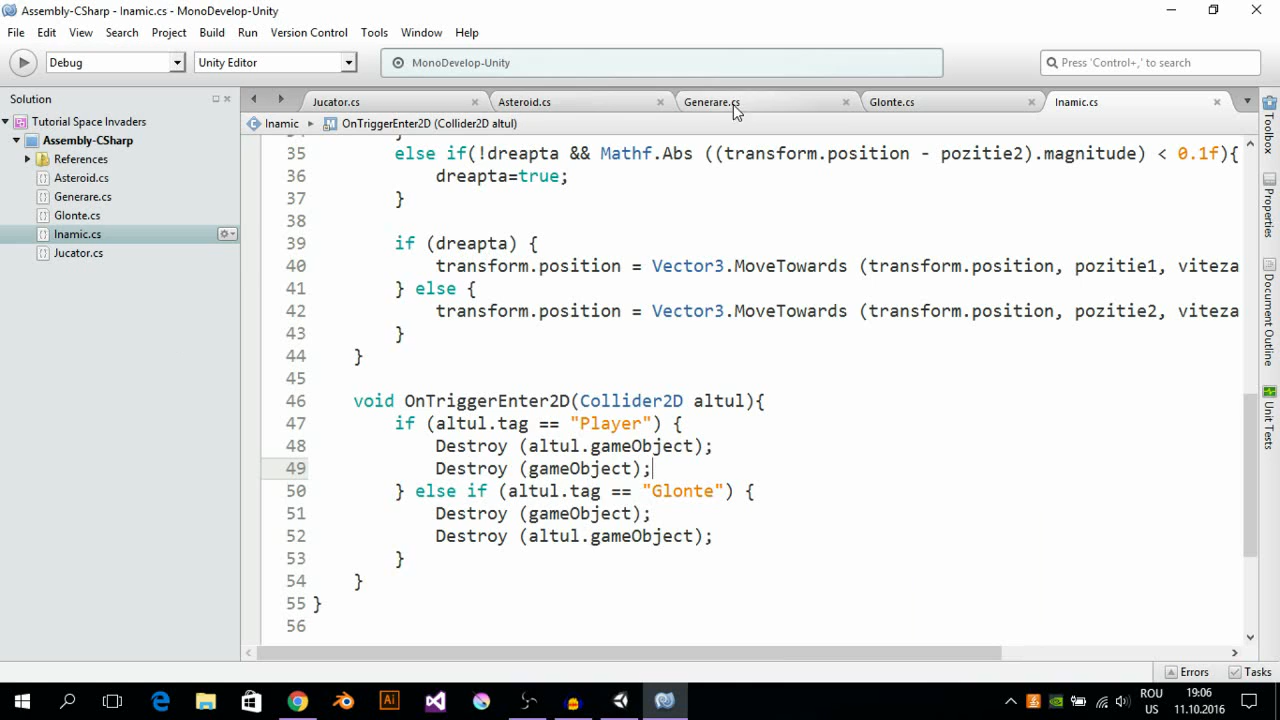 Assembly-CSharp - Inamic.cs - MonoDevelop-Unity
File Edit View Search Project Build Run Version Control Tools Window Help
Debug Unity Editor MonoDevelop-Unity Press 'Control+,' to search
Solution
Tutorial Space Invaders
Assembly-CSharp
References
Asteroid.cs
Generare.cs
Glonte.cs
Inamic.cs
Jucator.cs
Jucator.cs Asteroid.cs Generare.cs Glonte.cs Inamic.cs
Inamic OnTriggerEnter2D (Collider2D altul)
35 else if(!dreapta && Mathf.Abs ((transform.position - pozitie2).magnitude) < 0.1f){
36 dreapta=true;
37 }
38
39 if (dreapta) {
40 transform.position = Vector3.MoveTowards (transform.position, pozitie1, viteza
41 } else {
42 transform.position = Vector3.MoveTowards (transform.position, pozitie2, viteza
43 }
44 }
45
46 void OnTriggerEnter2D(Collider2D altul){
47 if (altul.tag == "Player") {
48 Destroy (altul.gameObject);
49 Destroy (gameObject);
50 } else if (altul.tag == "Glonte") {
51 Destroy (gameObject);
52 Destroy (altul.gameObject);
53 }
54 }
55 }
56
Toolbox
Properties
Document Outline
Unit Tests
Errors Tasks
ROU
US
19:06
11.10.2016